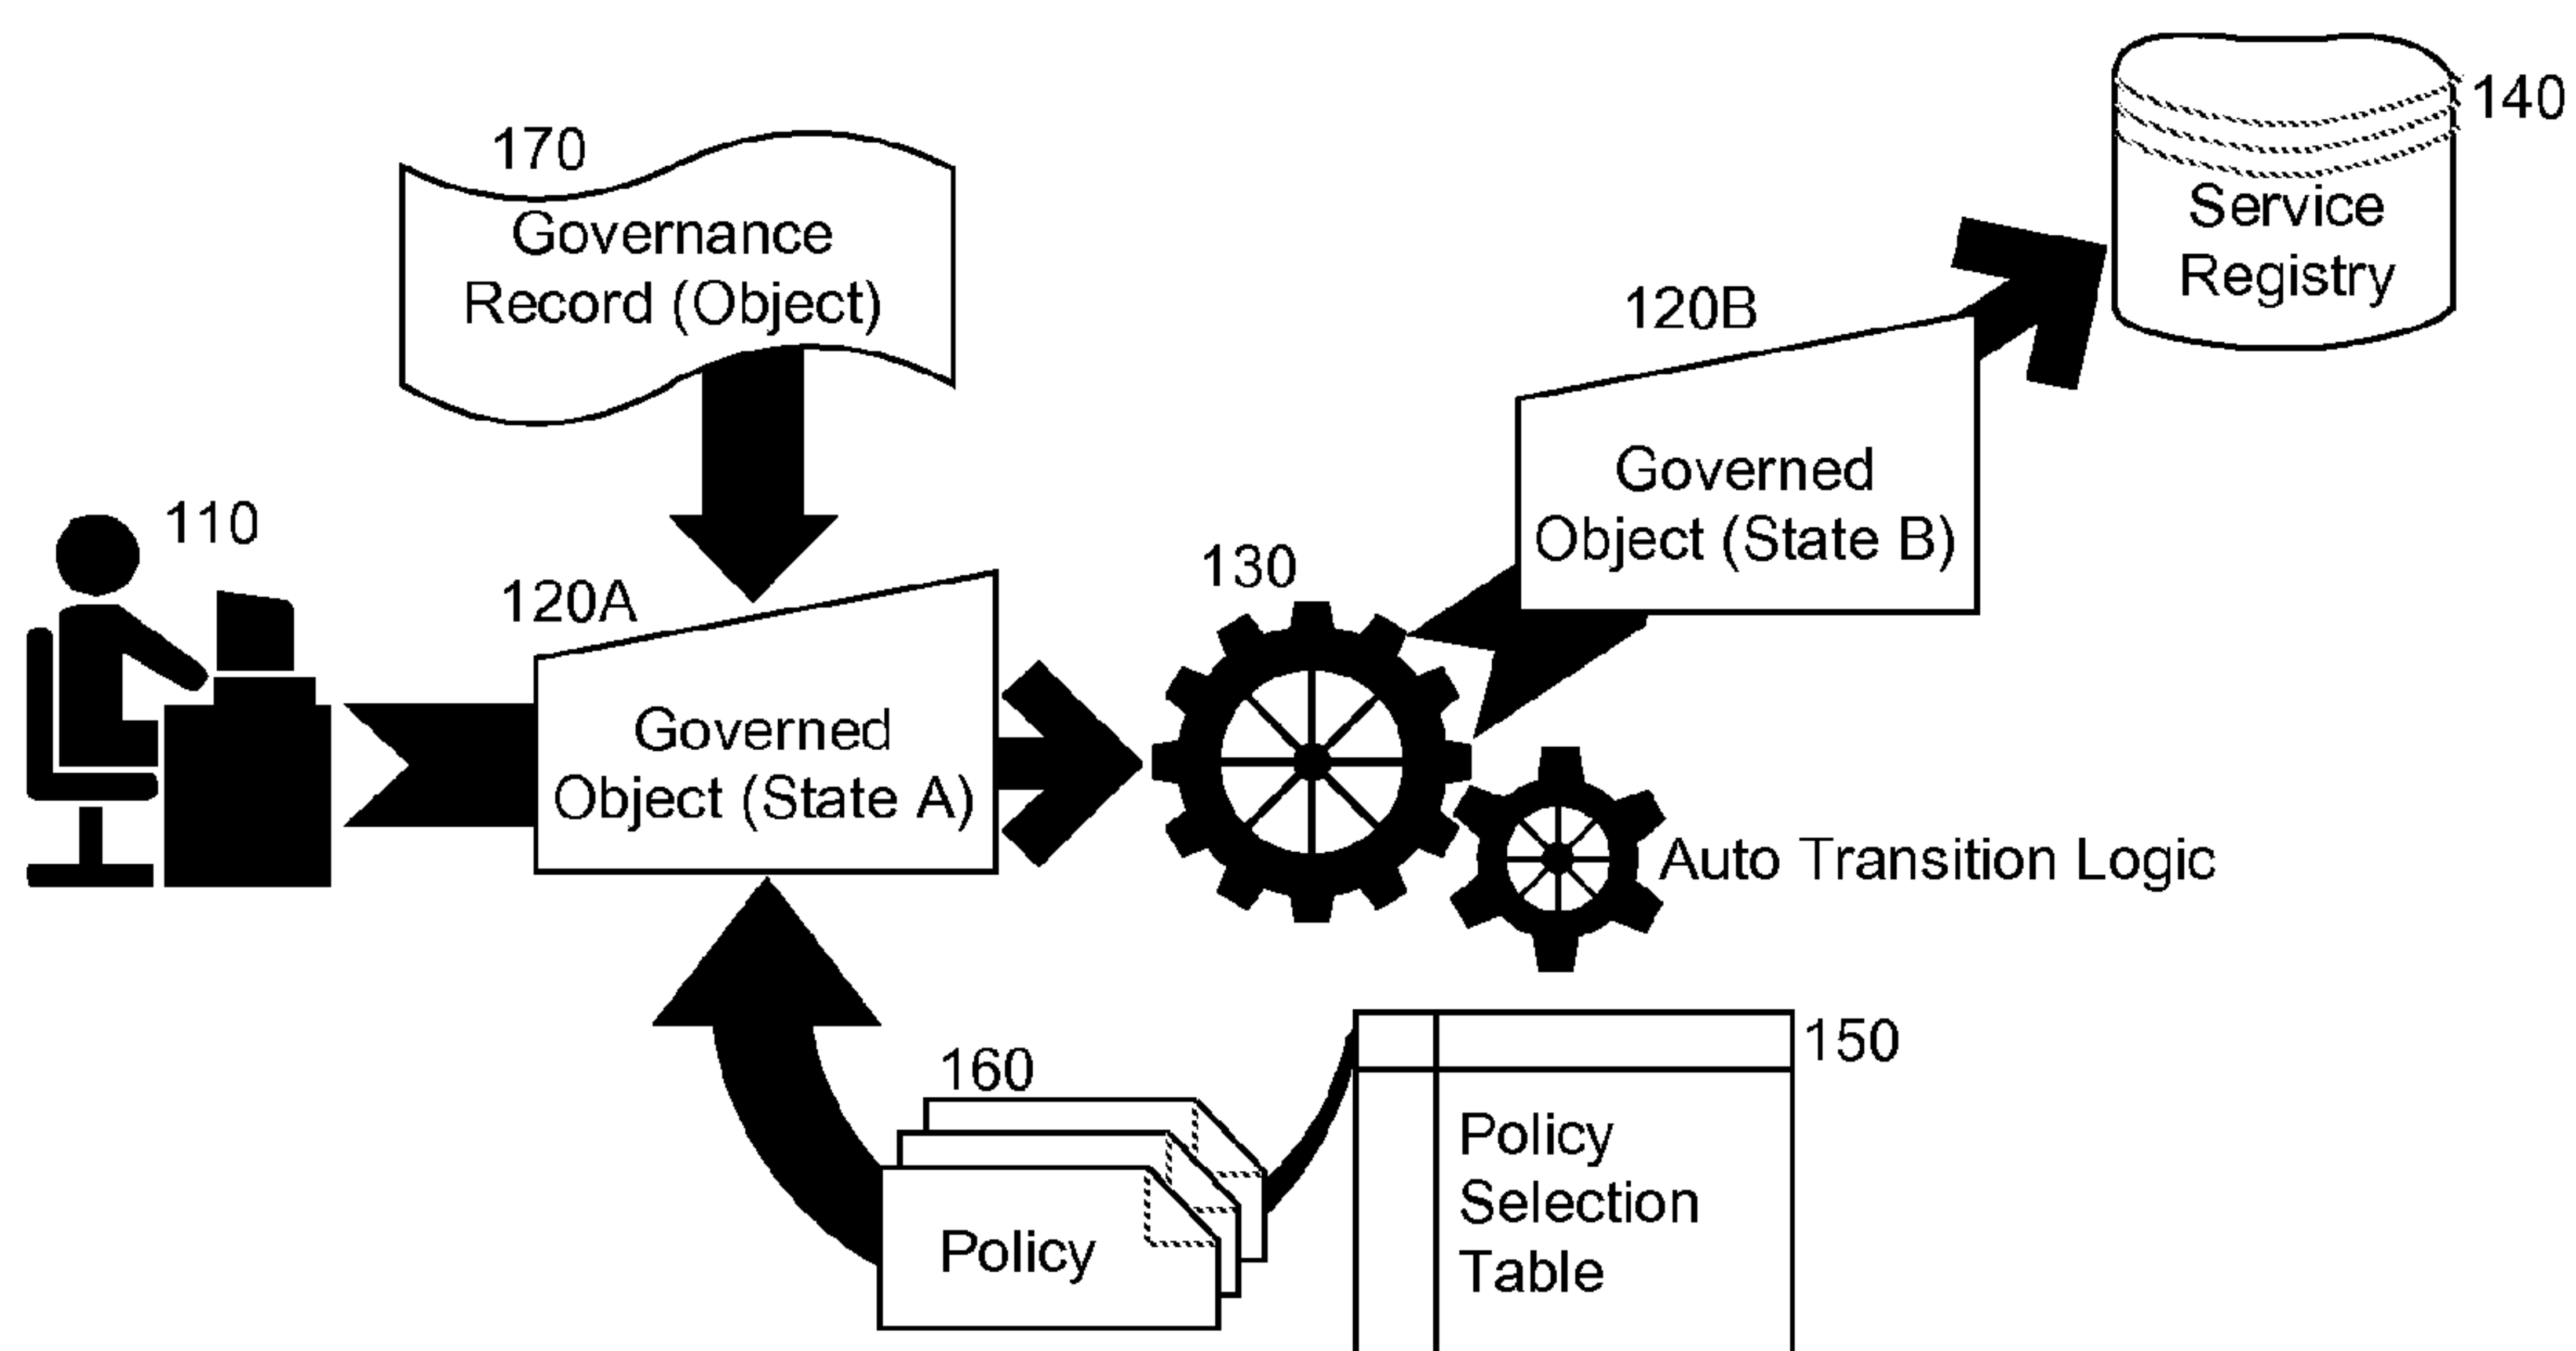 140
Service
Registry
170
Governance
Record (Object)
120B
Governed
Object (State B)
110
120A
Governed
Object (State A)
130
Auto Transition Logic
160
Policy
150
Policy
Selection
Table